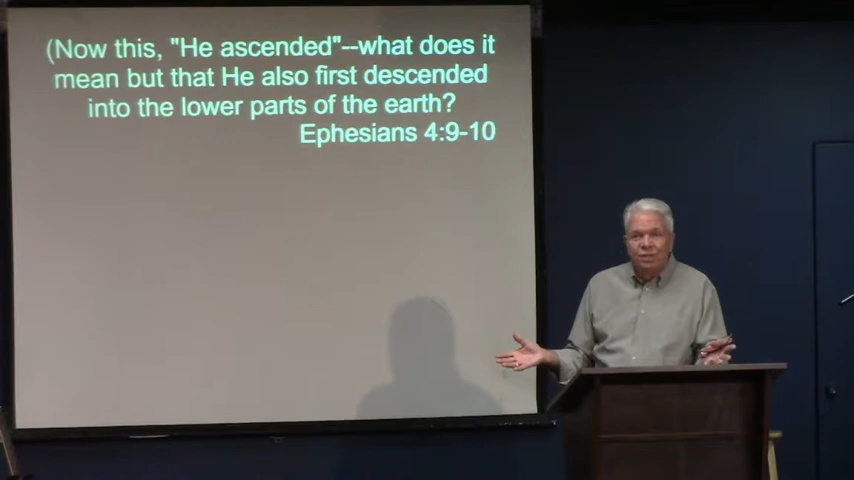 (Now this, "He ascended"--what does it
mean but that He also first descended
into the lower parts of the earth?
Ephesians 4:9-10